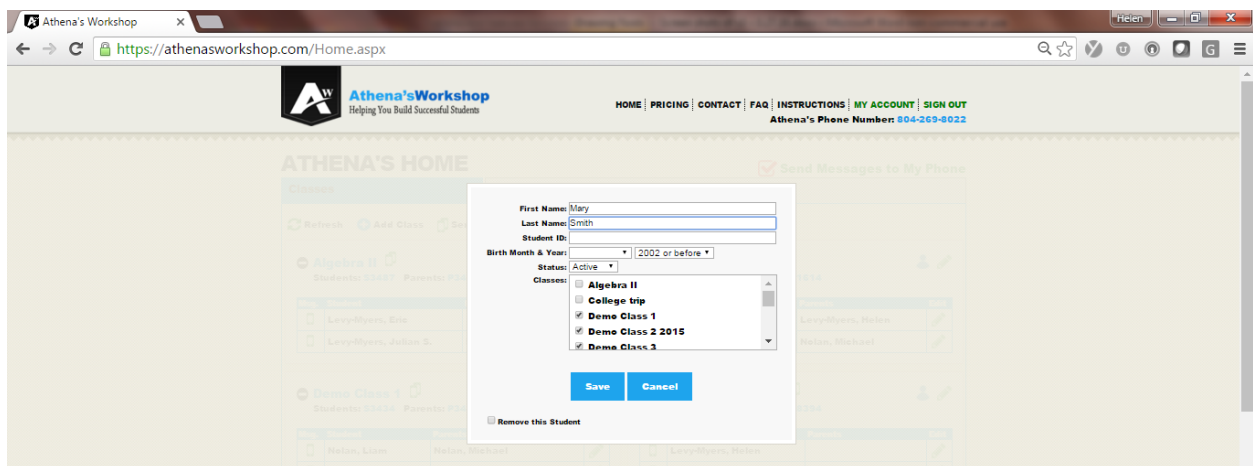 Athena's Workshop
Helen
https://athenasworkshop.com/Home.aspx
Athena'sWorkshop
Helping You Build Successful Students
HOME PRICING CONTACT FAQ INSTRUCTIONS MY ACCOUNT SIGN OUT
Athena's Phone Number: 804-269-8022
ATHENA'S HOME
Send Messages to My Phone
Classes
Refresh Add Class
First Name: Mary
Last Name: Smith
Student ID:
Birth Month & Year: 2002 or before
Status: Active
Classes:
Algebra II
College trip
Demo Class 1
Demo Class 2 2015
Demo Class 3
Save Cancel
Remove this Student
Algebra II
Students: Parents:
Levy-Myers, Eric Levy-Myers, Helen
Levy-Myers, Julian S. Nolan, Michael
Demo Class 1
Students: Parents:
Nolan, Liam Nolan, Michael Levy-Myers, Helen